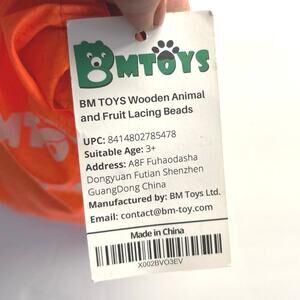 BMTOYS
BM TOYS Wooden Animal
and Fruit Lacing Beads
UPC: 8414802785478
Suitable Age: 3+
Address: A8F Fuhaodasha
Dongyuan Futian Shenzhen
GuangDong China
Manufactured by: BM Toys Ltd.
Email: contact@bm-toy.com
Made in China
X002BVO3EV